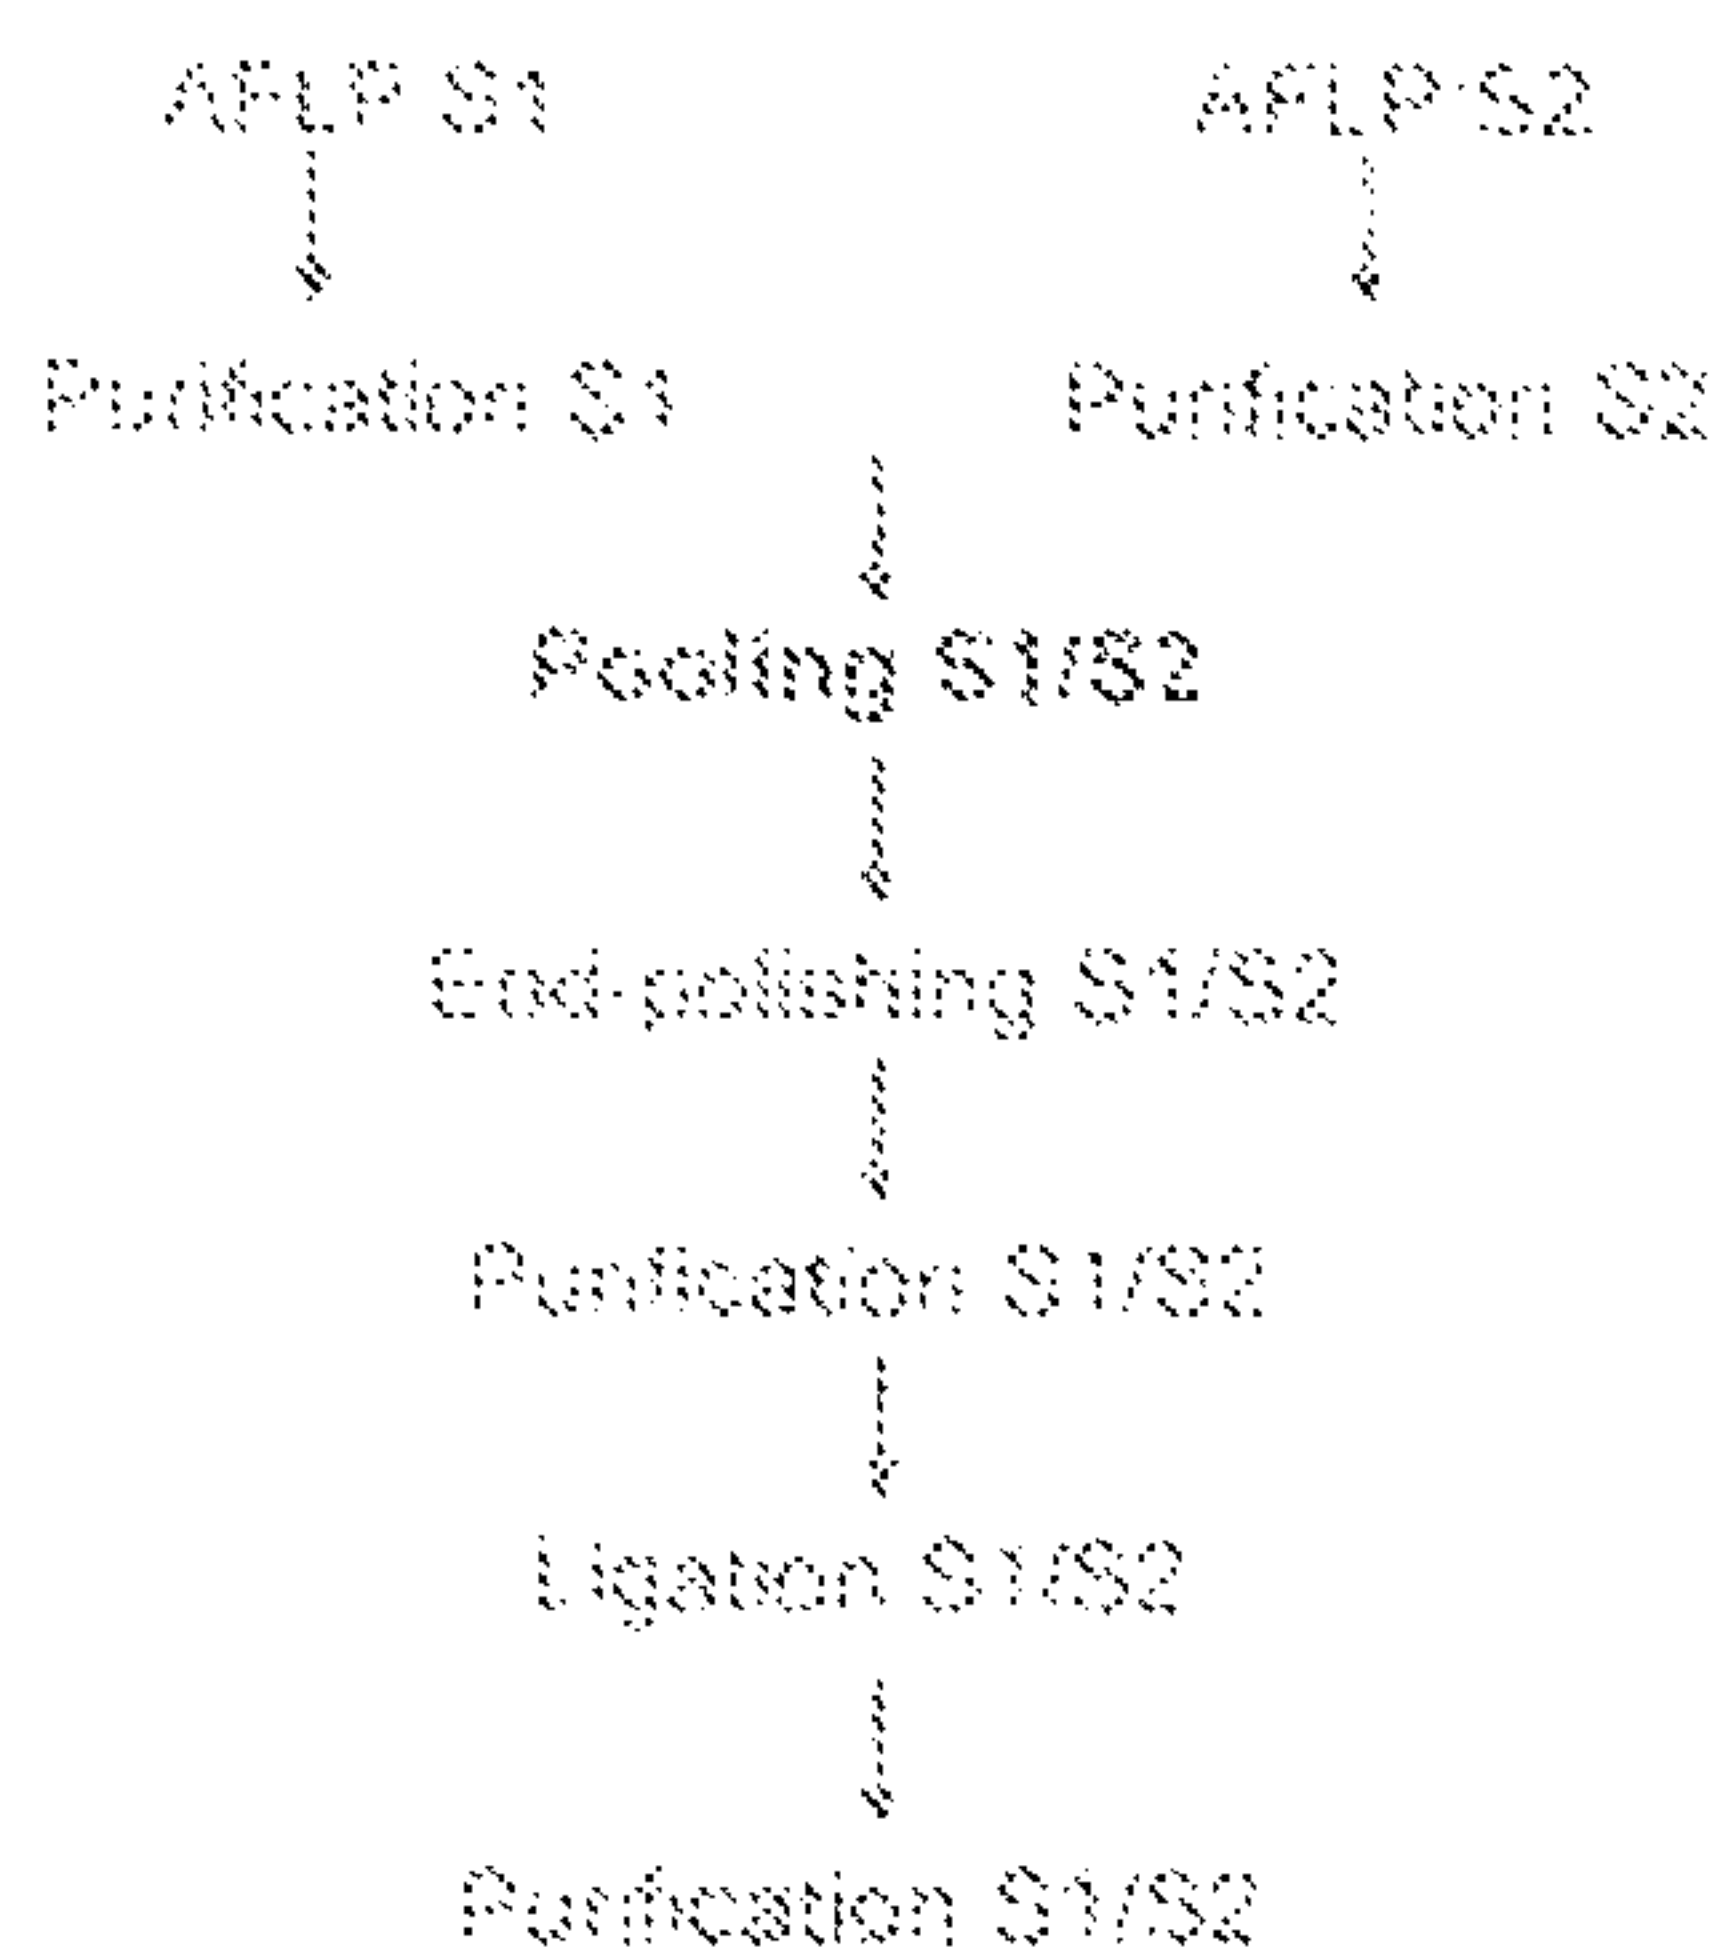 AFLP S1 AFLP S2
Purification S1 Purification S2
Pooling S1/S2
End-polishing S1/S2
Purification S1/S2
Ligation S1/S2
Purification S1/S2